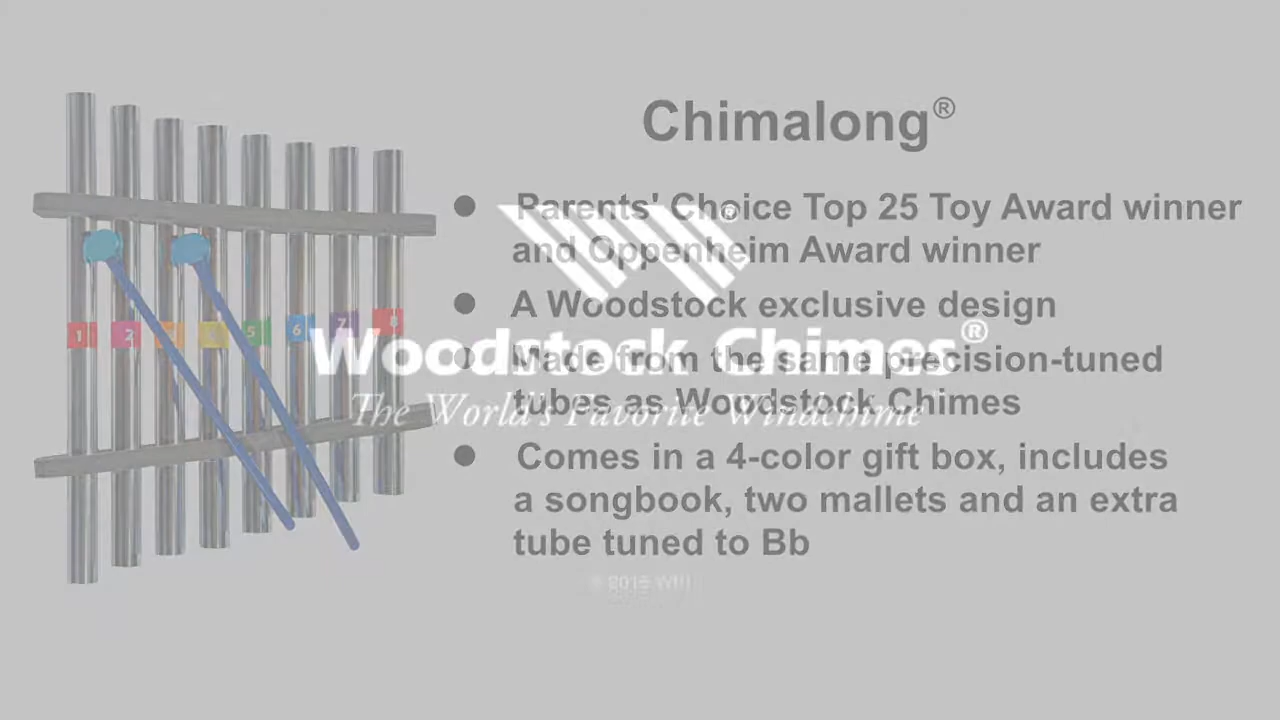 Chimalong®
● Parents' Choice Top 25 Toy Award winner
and Oppenheim Award winner
● A Woodstock exclusive design
● Made from the same precision-tuned
tubes as Woodstock Chimes
● Comes in a 4-color gift box, includes
a songbook, two mallets and an extra
tube tuned to Bb
1 2 4 5 6 7 8
®
Woodstock Chimes®
The World's Favorite Windchime™